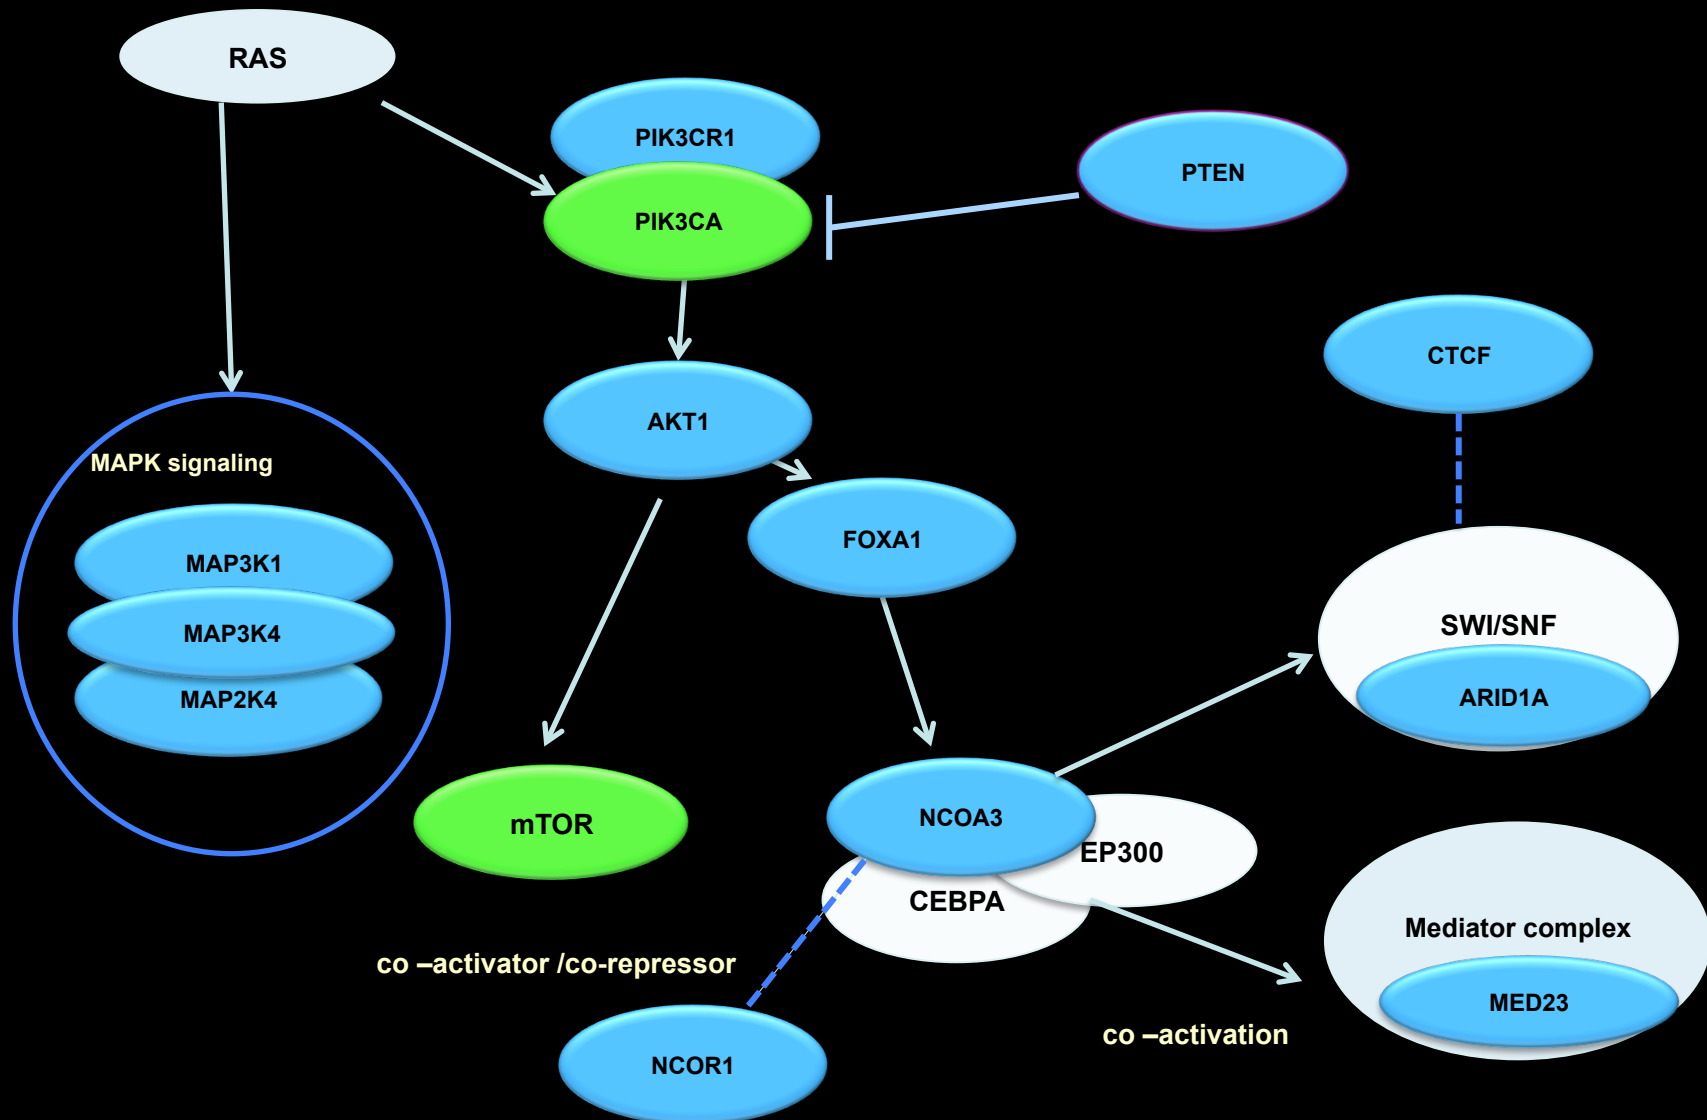 RAS
PIK3CR1
PIK3CA
PTEN
CTCF
AKT1
MAPK signaling
FOXA1
MAP3K1
MAP3K4
MAP2K4
SWI/SNF
ARID1A
mTOR
NCOA3
EP300
CEBPA
Mediator complex
co –activator /co-repressor
MED23
co –activation
NCOR1